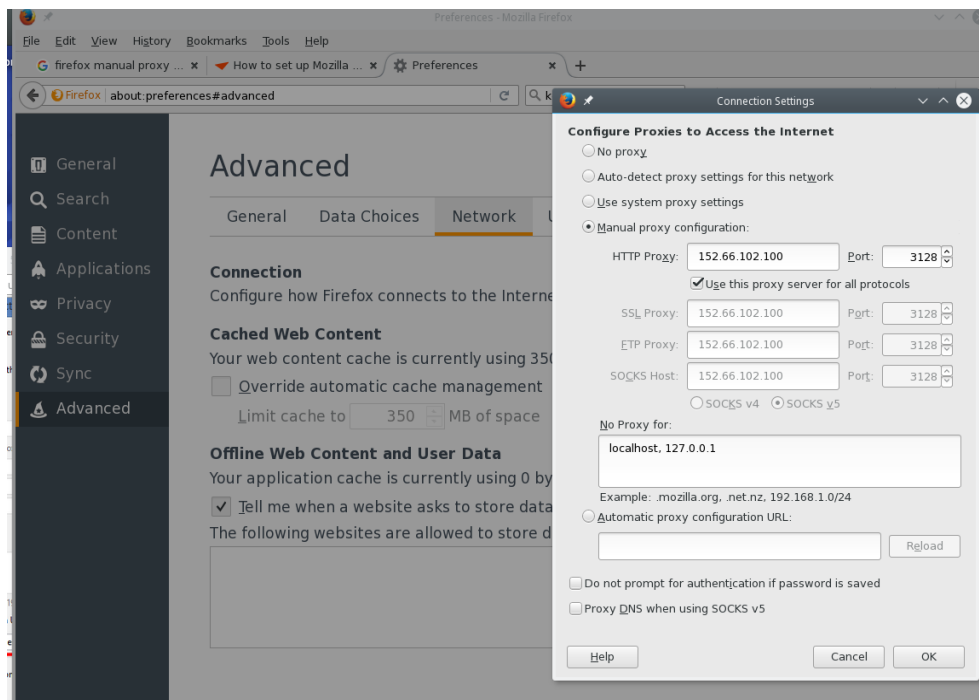 Preferences - Mozilla Firefox
File Edit View History Bookmarks Tools Help
firefox manual proxy ... × How to set up Mozilla ... × Preferences × +
Firefox about:preferences#advanced
Connection Settings
Configure Proxies to Access the Internet
No proxy
Auto-detect proxy settings for this network
Use system proxy settings
Manual proxy configuration:
HTTP Proxy: 152.66.102.100 Port: 3128
Use this proxy server for all protocols
SSL Proxy: 152.66.102.100 Port: 3128
FTP Proxy: 152.66.102.100 Port: 3128
SOCKS Host: 152.66.102.100 Port: 3128
SOCKS v4 SOCKS v5
No Proxy for:
localhost, 127.0.0.1
Example: .mozilla.org, .net.nz, 192.168.1.0/24
Automatic proxy configuration URL:
Reload
Do not prompt for authentication if password is saved
Proxy DNS when using SOCKS v5
Help Cancel OK
General
Search
Content
Applications
Privacy
Security
Sync
Advanced
Advanced
General Data Choices Network
Connection
Configure how Firefox connects to the Interne
Cached Web Content
Your web content cache is currently using 350
Override automatic cache management
Limit cache to 350 MB of space
Offline Web Content and User Data
Your application cache is currently using 0 by
Tell me when a website asks to store data
The following websites are allowed to store d